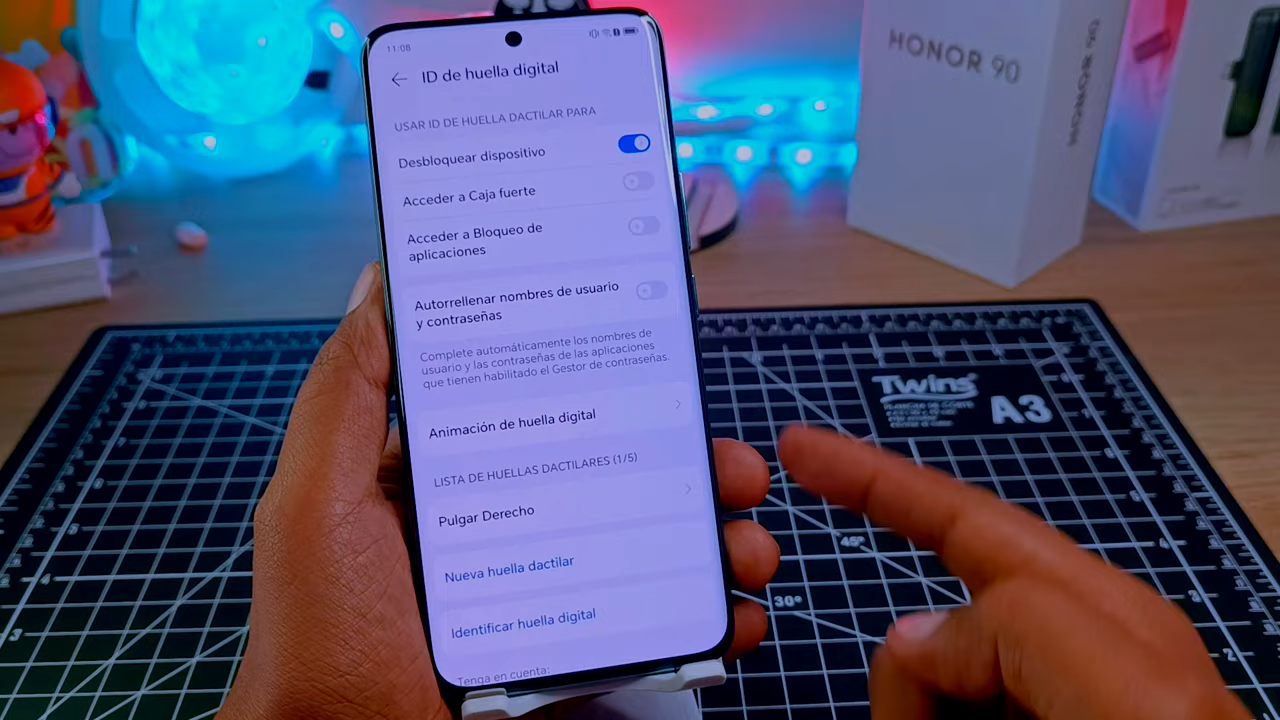 11:08
ID de huella digital
USAR ID DE HUELLA DACTILAR PARA
Desbloquear dispositivo
Acceder a Caja fuerte
Acceder a Bloqueo de
aplicaciones
Autorrellenar nombres de usuario
y contraseñas
Complete automáticamente los nombres de
usuario y las contraseñas de las aplicaciones
que tienen habilitado el Gestor de contraseñas.
Animación de huella digital
LISTA DE HUELLAS DACTILARES (1/5)
Pulgar Derecho
Nueva huella dactilar
Identificar huella digital
Tenga en cuenta:
HONOR 90
HONOR 90
Twins
A3
45°
30°
4
3
2